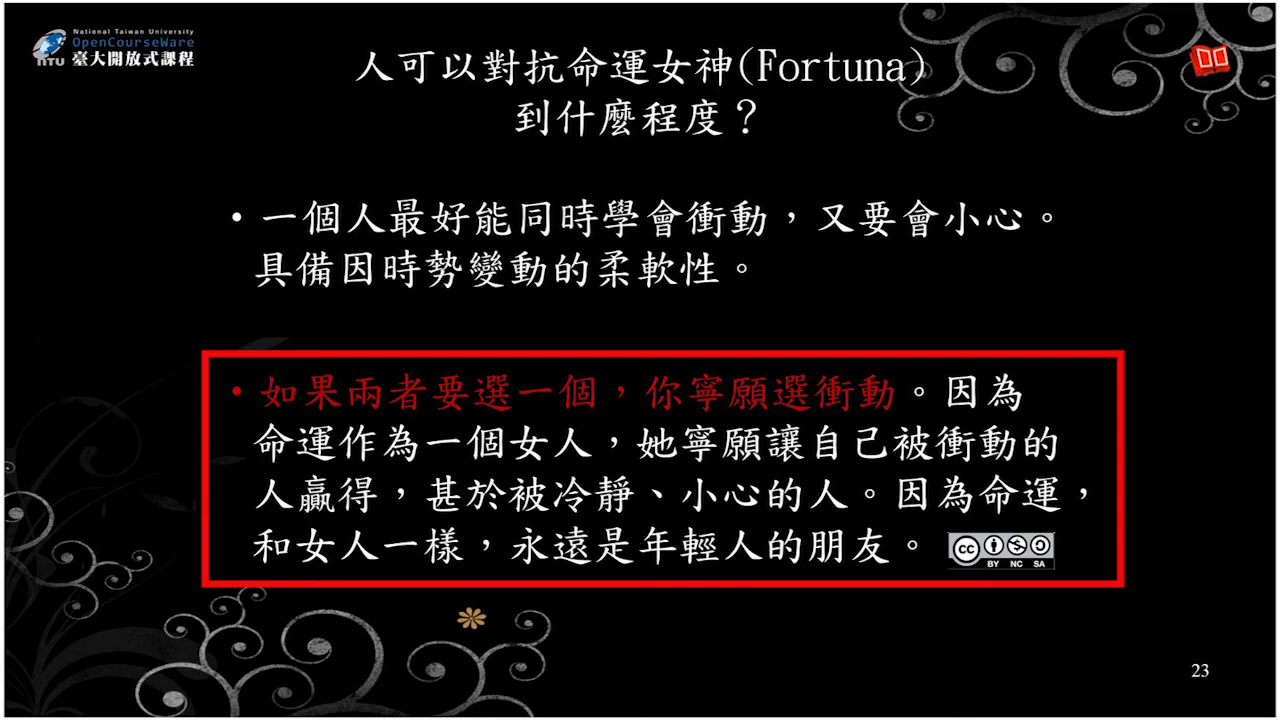 National Taiwan University
OpenCourseWare
NTU 臺大開放式課程
人可以對抗命運女神(Fortuna)
到什麼程度？
•一個人最好能同時學會衝動，又要會小心。
具備因時勢變動的柔軟性。
•如果兩者要選一個，你寧願選衝動。因為
命運作為一個女人，她寧願讓自己被衝動的
人贏得，甚於被冷靜、小心的人。因為命運，
和女人一樣，永遠是年輕人的朋友。
cc BY NC SA
23